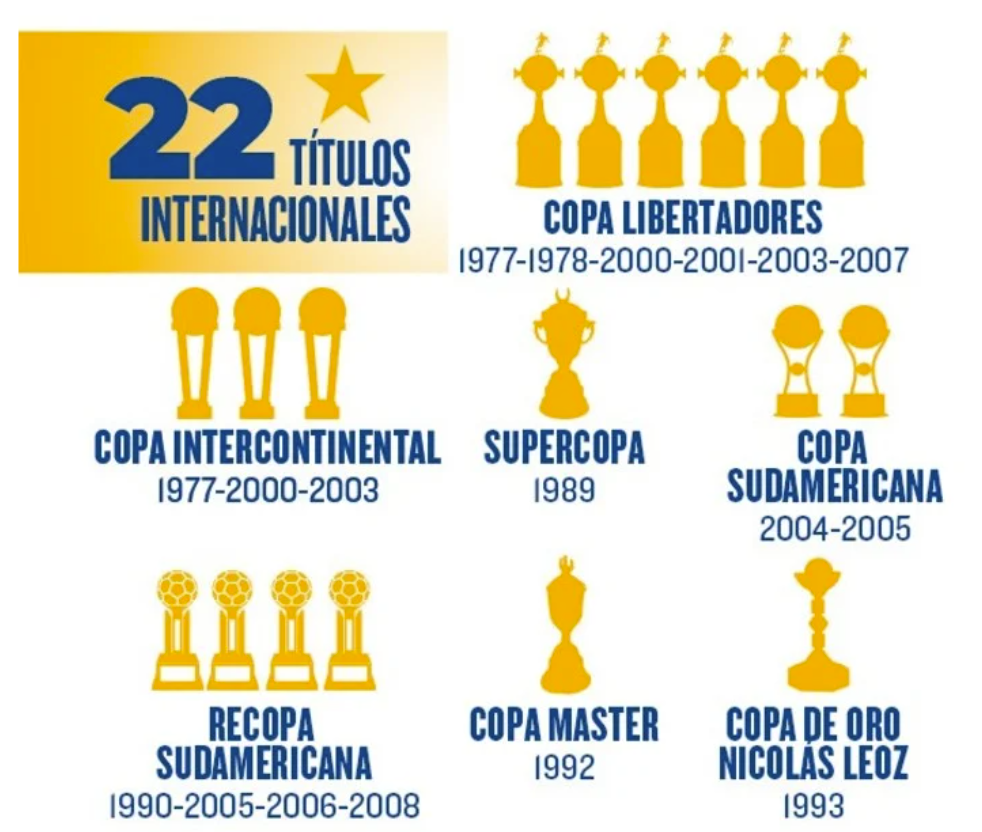 22 TÍTULOS
INTERNACIONALES
COPA LIBERTADORES
1977-1978-2000-2001-2003-2007
COPA INTERCONTINENTAL
1977-2000-2003
SUPERCOPA
1989
COPA
SUDAMERICANA
2004-2005
RECOPA
SUDAMERICANA
1990-2005-2006-2008
COPA MASTER
1992
COPA DE ORO
NICOLÁS LEOZ
1993